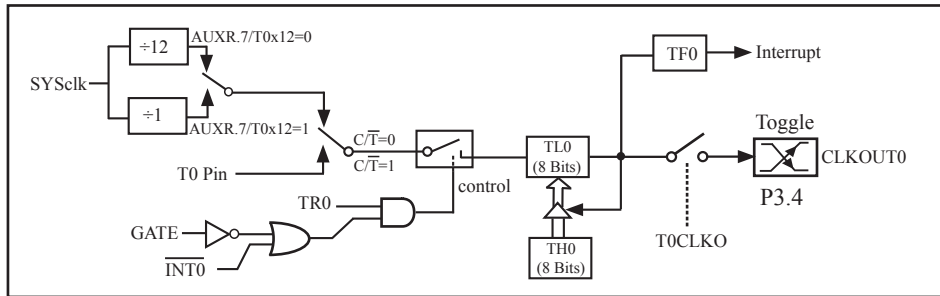 ÷12
AUXR.7/T0x12=0
SYSclk
÷1
AUXR.7/T0x12=1
T0 Pin
C/T̅=0
C/T̅=1
control
TR0
GATE
I̅N̅T̅0̅
TL0
(8 Bits)
TH0
(8 Bits)
TF0
Interrupt
T0CLKO
Toggle
CLKOUT0
P3.4